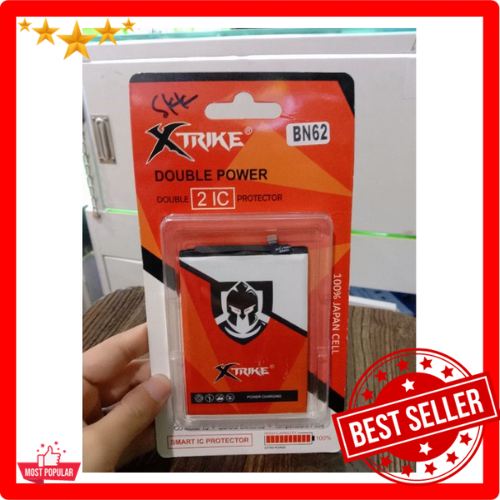 XTRIKE®
BN62
DOUBLE POWER
DOUBLE 2 IC PROTECTOR
100% JAPAN CELL
XTRIKE
POWER CHARGING
SMART IC PROTECTOR
100%
BEST SELLER
MOST POPULAR